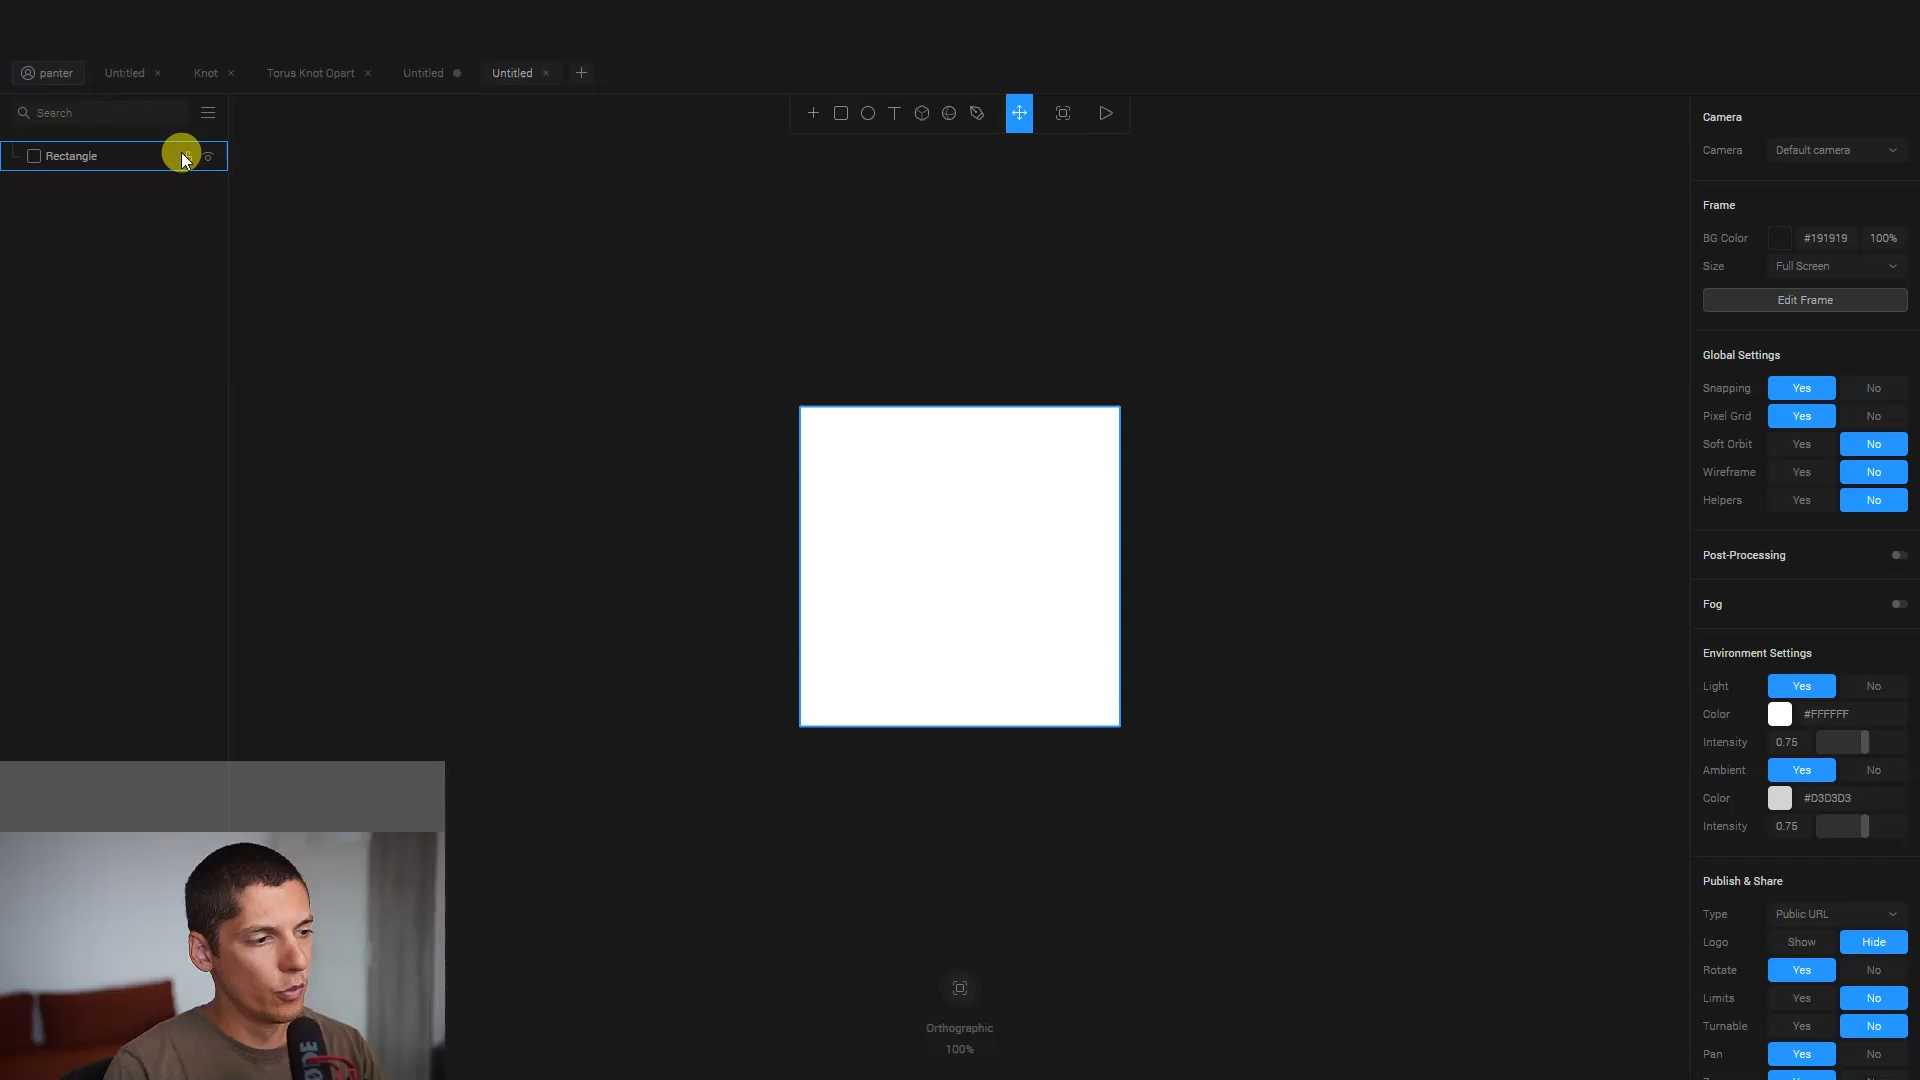 panter
Untitled
Knot
Torus Knot Opart
Untitled
Untitled
Search
Rectangle
Camera
Camera
Default camera
Frame
BG Color
#191919
100%
Size
Full Screen
Edit Frame
Global Settings
Snapping
Yes
No
Pixel Grid
Yes
No
Soft Orbit
Yes
No
Wireframe
Yes
No
Helpers
Yes
No
Post-Processing
Fog
Environment Settings
Light
Yes
No
Color
#FFFFFF
Intensity
0.75
Ambient
Yes
No
Color
#D3D3D3
Intensity
0.75
Publish & Share
Type
Public URL
Logo
Show
Hide
Rotate
Yes
No
Limits
Yes
No
Turnable
Yes
No
Pan
Yes
No
Orthographic
100%
RØDE